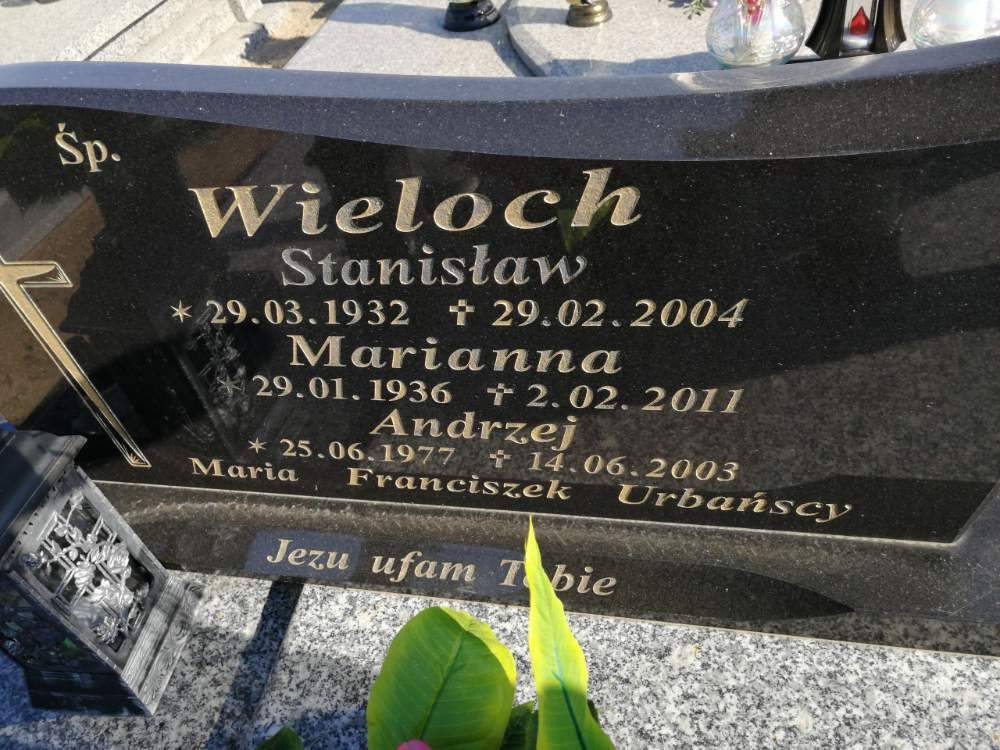 Śp.
Wieloch
Stanisław
* 29.03.1932 ✝ 29.02.2004
Marianna
* 29.01.1936 ✝ 2.02.2011
Andrzej
* 25.06.1977 ✝ 14.06.2003
Maria Franciszek Urbańscy
Jezu ufam Tobie